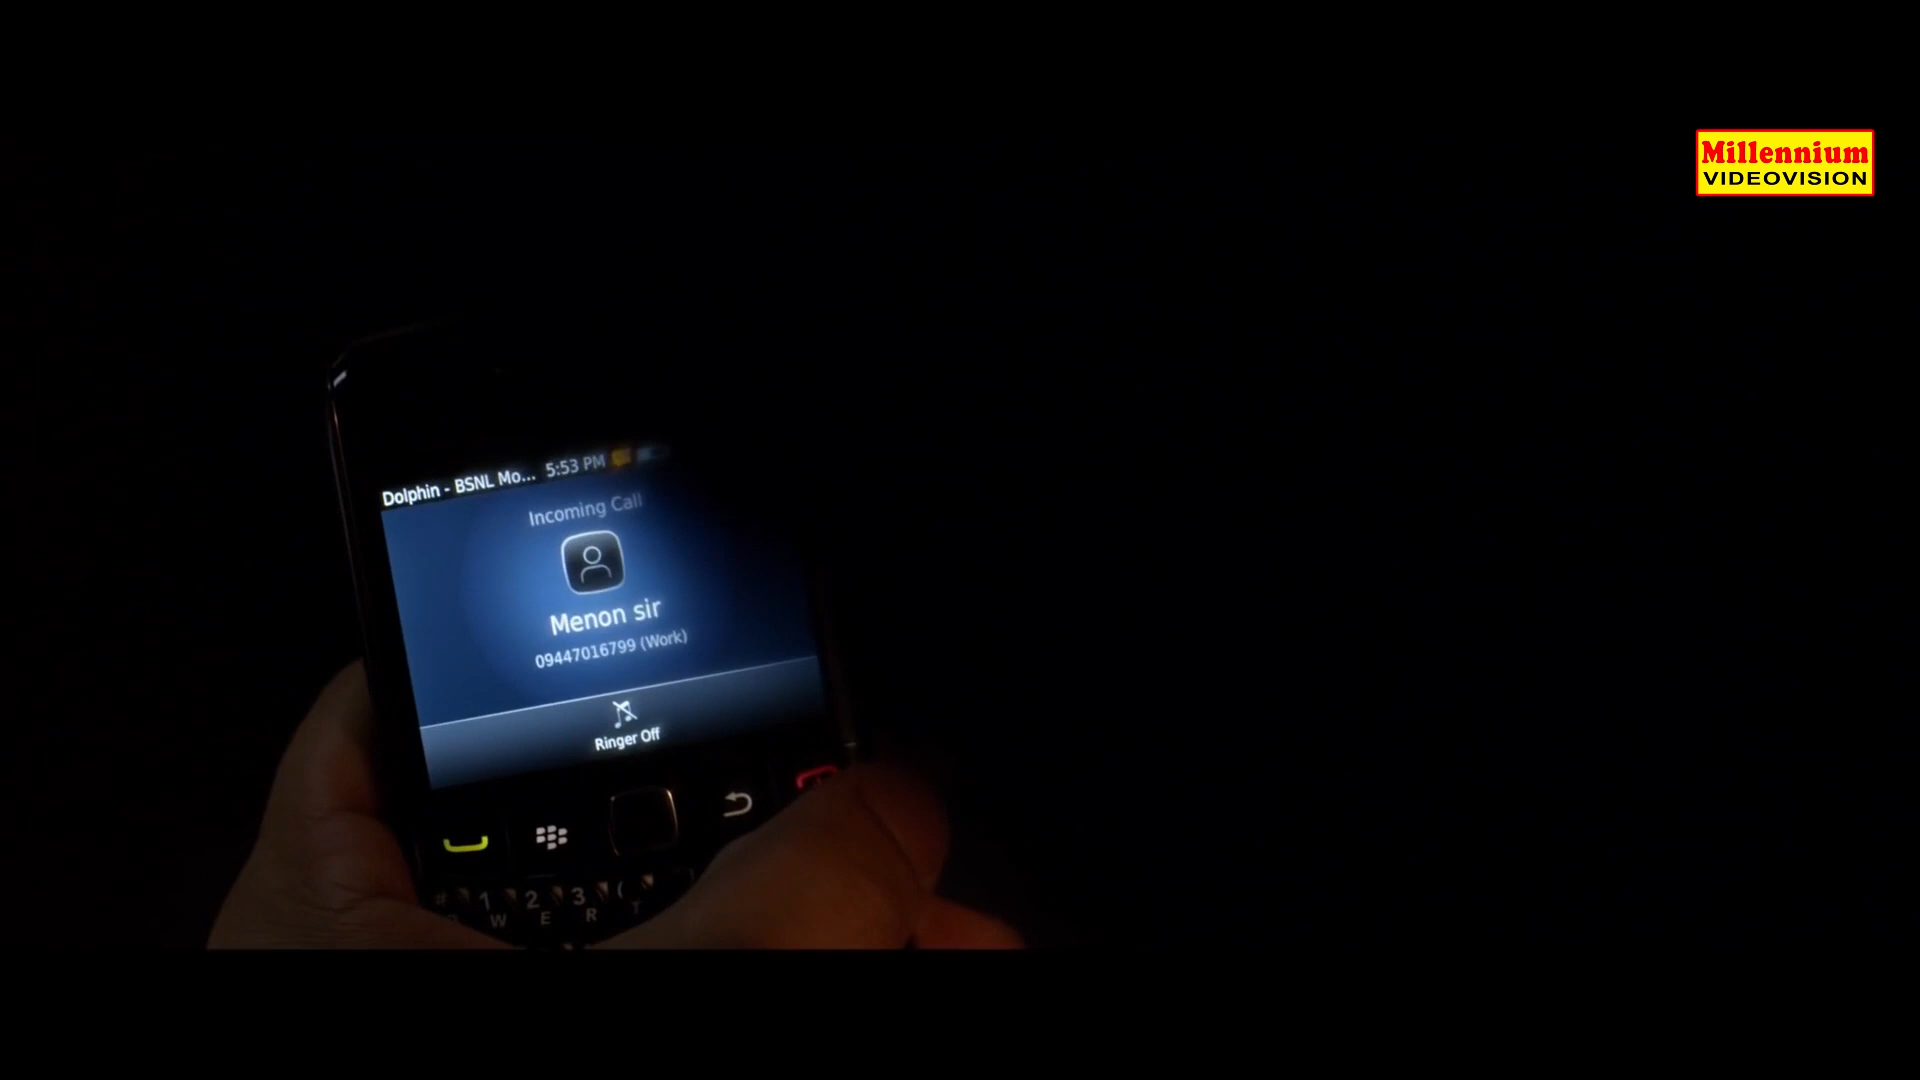 Millennium
VIDEOVISION
Dolphin - BSNL Mo... 5:53 PM
Incoming Call
Menon sir
09447016799 (Work)
Ringer Off
# 1 2 3 (
W E R T